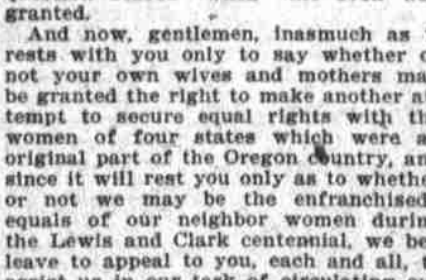 granted.
And now, gentlemen, inasmuch as
rests with you only to say whether o
not your own wives and mothers ma
be granted the right to make another at
tempt to secure equal rights with th
women of four states which were a
original part of the Oregon country, an
since it will rest you only as to whethe
or not we may be the enfranchised
equals of our neighbor women durin
the Lewis and Clark centennial, we be
leave to appeal to you, each and all, t